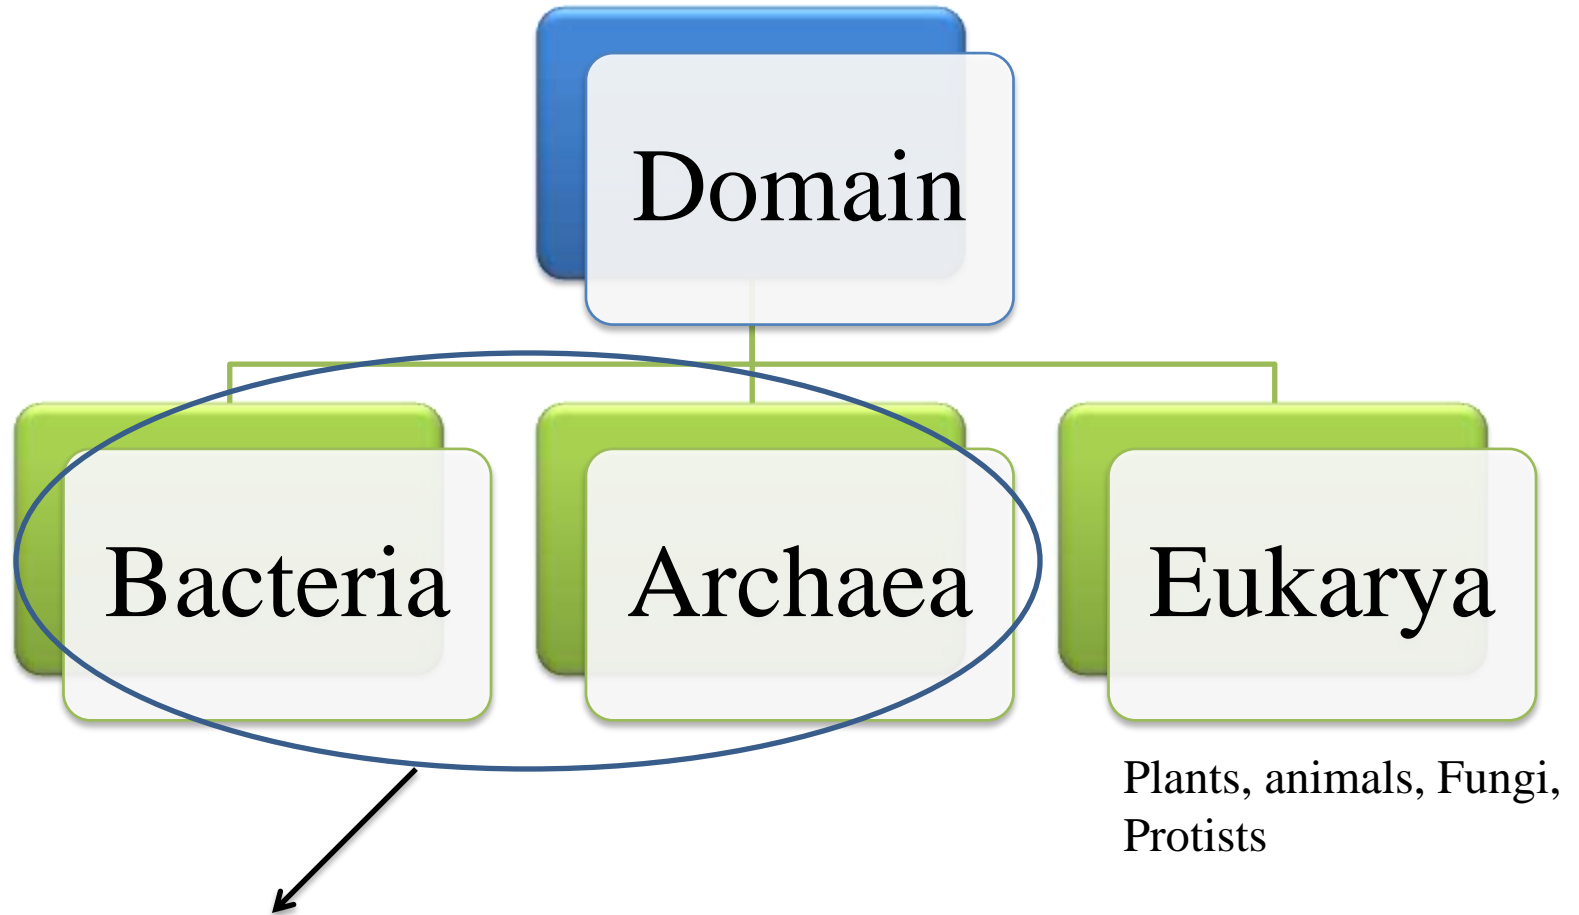 Domain
Bacteria
Archaea
Eukarya
Plants, animals, Fungi,
Protists